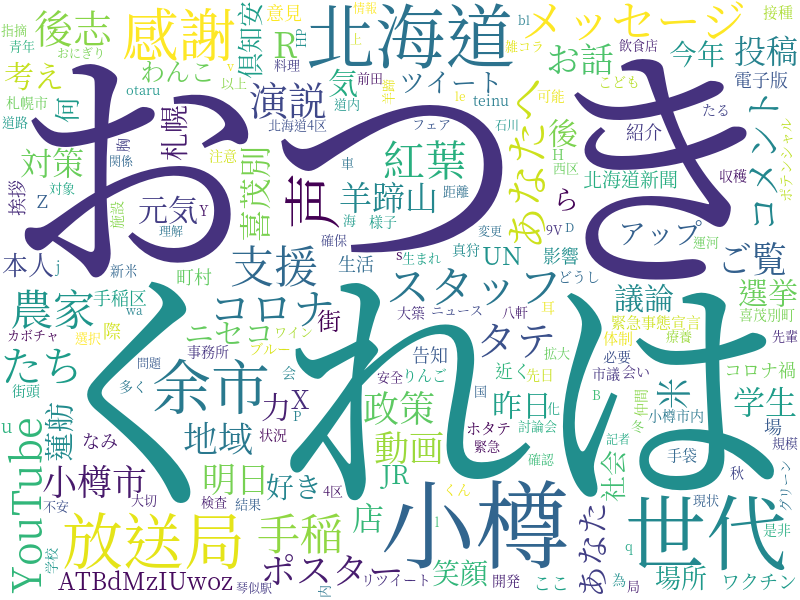 おつき
くれは
小樽
北海道
世代
感謝
メッセージ
後志
R
HP
情報
bl
接種
指摘
青年
おにぎり
俱知安
意見
上
雑コラ
飲食店
お話
今年
投稿
考え
わんこ
料理
前田
気
ツイート
電子版
札幌市
otaru
以上
道内
teinu
可能
こども
たる
道路
何
札幌
演説
北海道4区
フェア
le
石川
あなたへ
後
紹介
コメント
ポテンシャル
対策
胸
関係
注意
声
紅葉
H
西区
北海道新聞
収穫
挨拶
Z
対象
喜茂別
車
羊蹄山
距離
ら
元気
Y
理解
海
様子
変更
9V
D
アップ
運河
施設
確保
s
生まれ
真狩
影響
どうし
ご覧
本人
j
新米
町村
支援
生活
UN
スタッフ
選挙
議論
農家
手稲区
コロナ
ニュース
八軒
耳
緊急事態宣言
喜茂別町
カボチャ
際
wa
ニセコ
ワイン
街
大築
体制
療養
先輩
選択
ブルー
事務所
告知
タテ
拡大
必要
コロナ禍
たち
問題
余市
会
近く
りんご
先日
市議
会い
街頭
多く
安全
国
化
B
冬
仲間
米
学生
蓮舫
力
X
P
政策
昨日
小樽市内
場
u
なみ
地域
状況
ホタテ
討論会
記者
規模
YouTube
動画
緊急
手袋
秋
小樽市
明日
好き
JR
確認
社会
グリーン
不安
大切
検査
結果
4区
くん
あなた
現状
是非
学校
放送局
手稲
店
l
q
ATBdMzIUwoz
琴似駅
ポスター
内
リツイート
笑顔
開発
ここ
為
局
場所
ワクチン